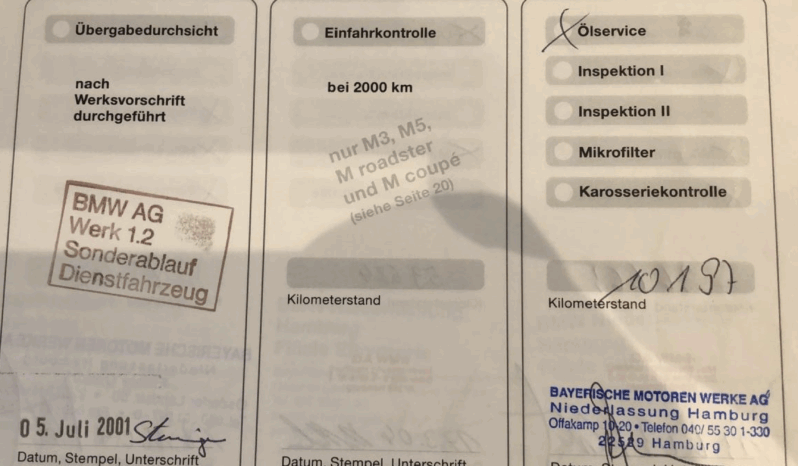 Übergabedurchsicht
nach
Werksvorschrift
durchgeführt
BMW AG
Werk 1.2
Sonderablauf
Dienstfahrzeug
05. Juli 2001
Datum, Stempel, Unterschrift
Einfahrkontrolle
bei 2000 km
nur M3, M5,
M roadster
und M coupé
(siehe Seite 20)
Kilometerstand
Datum, Stempel, Unterschrift
Ölservice
Inspektion I
Inspektion II
Mikrofilter
Karosseriekontrolle
10197
Kilometerstand
BAYERISCHE MOTOREN WERKE AG
Niederlassung Hamburg
Offakamp 10-20 • Telefon 040/ 55 30 1-330
22529 Hamburg